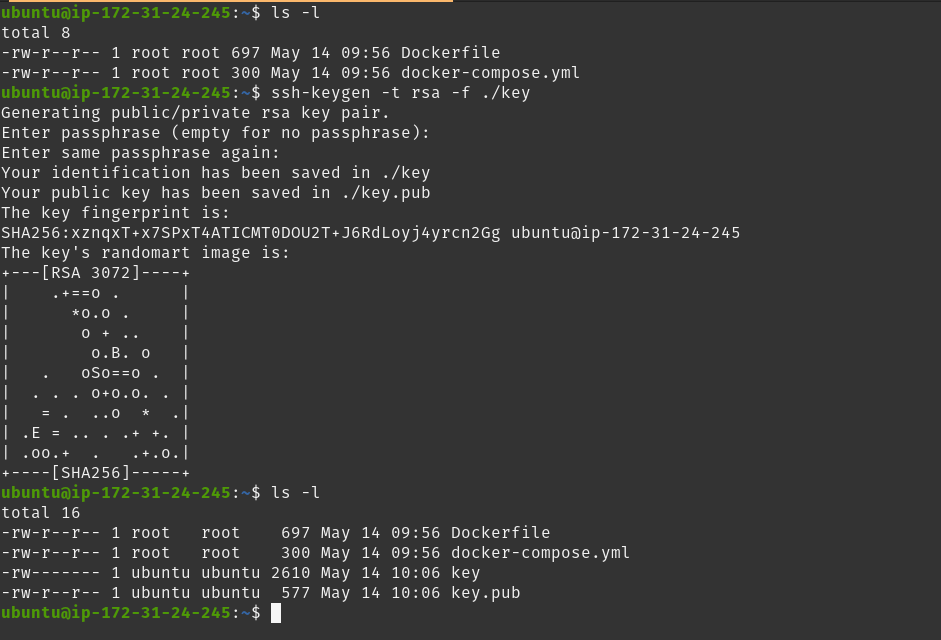 ubuntu@ip-172-31-24-245:~$ ls -l
total 8
-rw-r--r-- 1 root root 697 May 14 09:56 Dockerfile
-rw-r--r-- 1 root root 300 May 14 09:56 docker-compose.yml
ubuntu@ip-172-31-24-245:~$ ssh-keygen -t rsa -f ./key
Generating public/private rsa key pair.
Enter passphrase (empty for no passphrase):
Enter same passphrase again:
Your identification has been saved in ./key
Your public key has been saved in ./key.pub
The key fingerprint is:
SHA256:xznqxT+x7SPxT4ATICMT0DOU2T+J6RdLoyj4yrcn2Gg ubuntu@ip-172-31-24-245
The key's randomart image is:
+---[RSA 3072]----+
|    .+==o .      |
|      *o.o .     |
|       o + ..    |
|        o.B. o   |
|   .   oSo==o .  |
|  . . . o+o.o. . |
|   = .  ..o  *  .|
| .E = .. . .+ +. |
| .oo.+  .   .+.o.|
+----[SHA256]-----+
ubuntu@ip-172-31-24-245:~$ ls -l
total 16
-rw-r--r-- 1 root   root    697 May 14 09:56 Dockerfile
-rw-r--r-- 1 root   root    300 May 14 09:56 docker-compose.yml
-rw------- 1 ubuntu ubuntu 2610 May 14 10:06 key
-rw-r--r-- 1 ubuntu ubuntu  577 May 14 10:06 key.pub
ubuntu@ip-172-31-24-245:~$